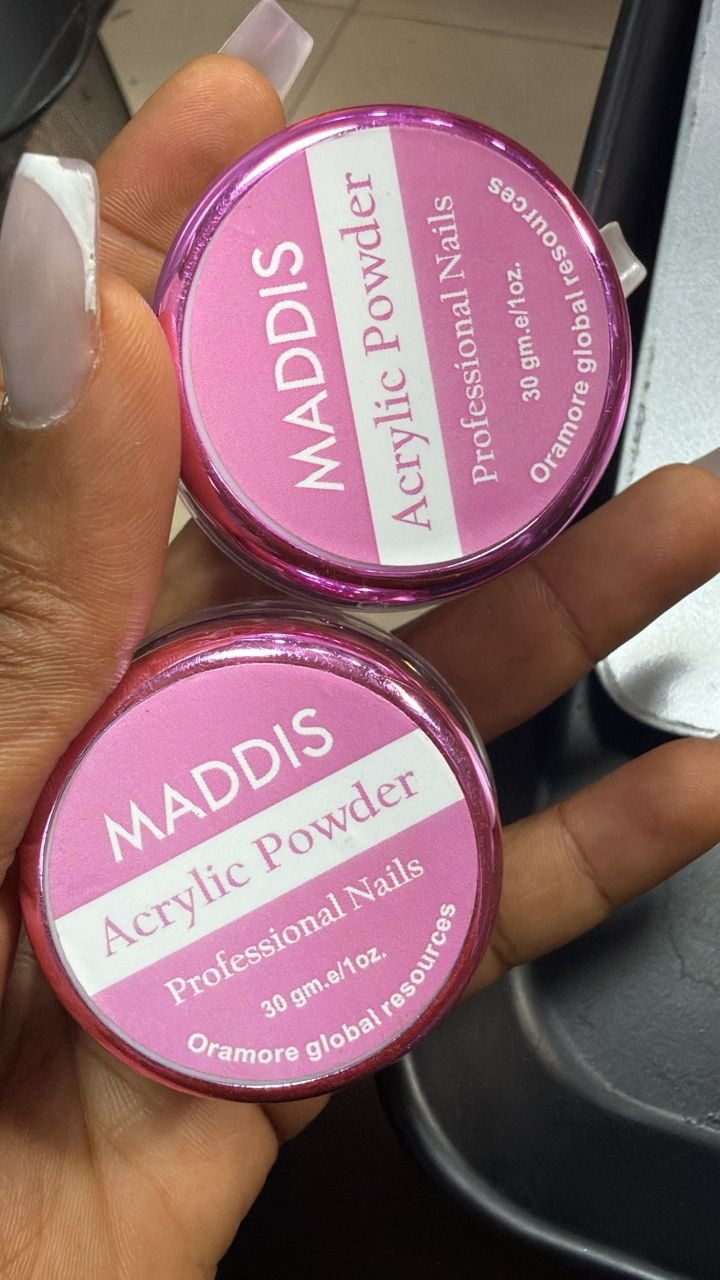 MADDIS
Acrylic Powder
Professional Nails
30 gm.e/1oz.
Oramore global resources
MADDIS
Acrylic Powder
Professional Nails
30 gm.e/1oz.
Oramore global resources